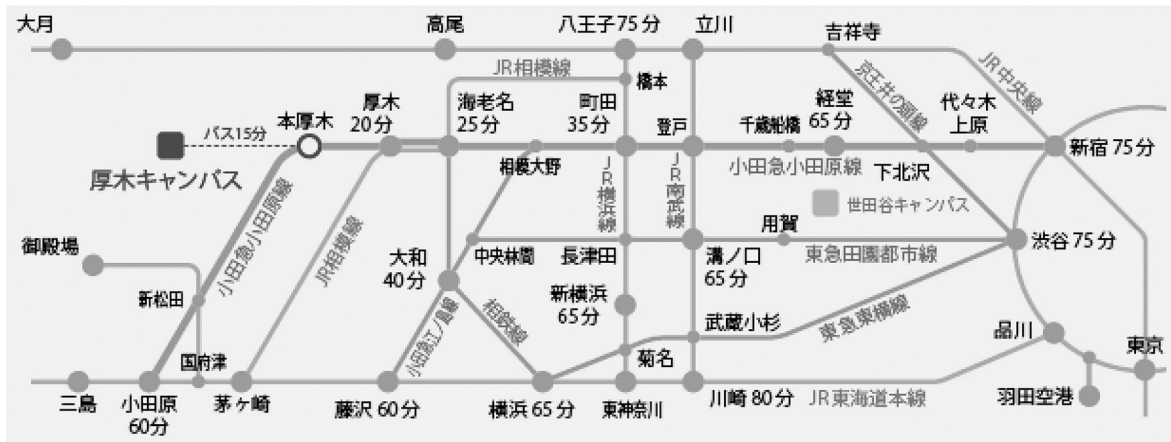 大月
高尾
八王子75分
立川
吉祥寺
JR中央線
京王井の頭線
JR相模線
橋本
バス15分
本厚木
厚木
20分
海老名
25分
町田
35分
登戸
千歳船橋
経堂
65分
代々木
上原
新宿 75分
厚木キャンパス
相模大野
JR横浜線
JR南武線
小田急小田原線
下北沢
世田谷キャンパス
御殿場
小田急小田原線
JR相模線
大和
40分
中央林間
長津田
溝ノ口
65分
用賀
東急田園都市線
渋谷 75分
新松田
新横浜
65分
小田急江ノ島線
相鉄線
武蔵小杉
東急東横線
品川
東京
国府津
菊名
三島
小田原
60分
茅ヶ崎
藤沢 60分
横浜 65分
東神奈川
川崎 80分
JR東海道本線
羽田空港